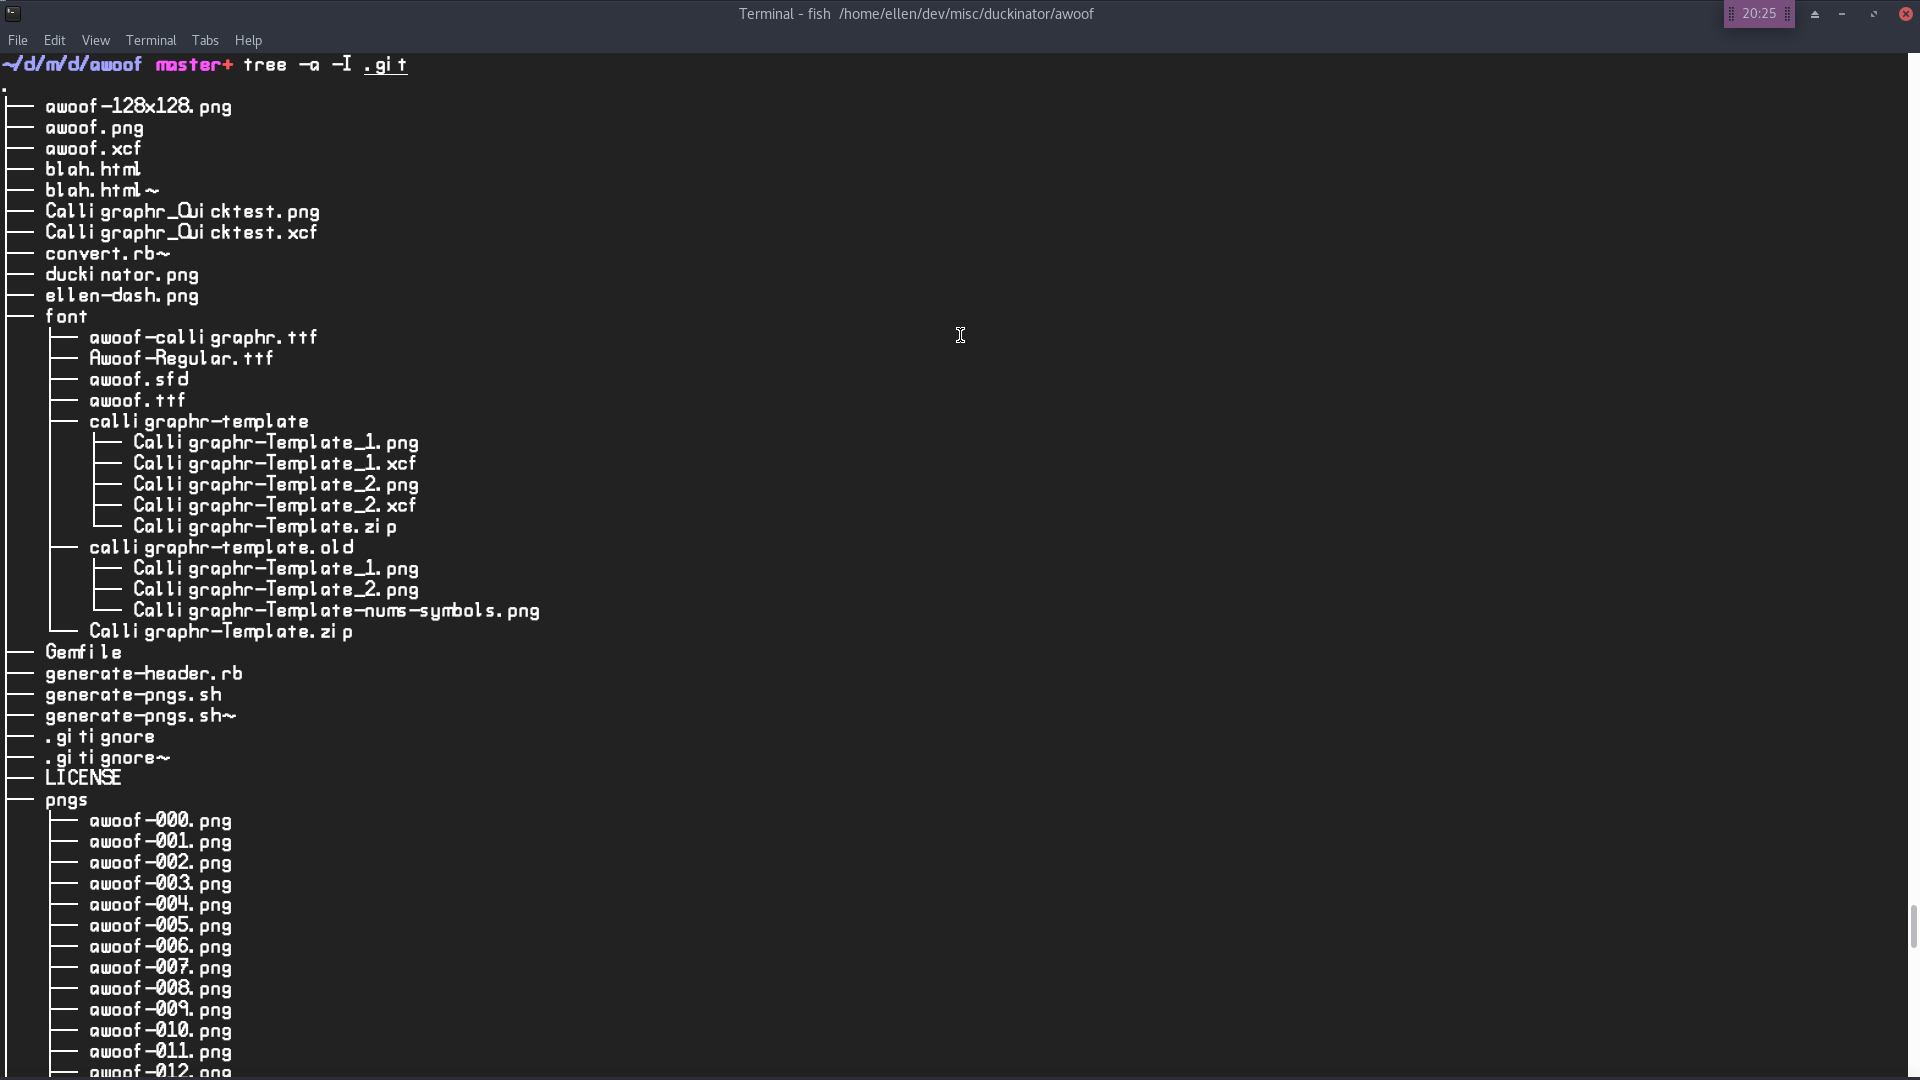 Terminal - fish /home/ellen/dev/misc/duckinator/awoof
20:25
File Edit View Terminal Tabs Help
~/d/m/d/awoof master+ tree -a -I .git
.
├── awoof-128x128.png
├── awoof.png
├── awoof.xcf
├── blah.html
├── blah.html~
├── Calligraphr_Quicktest.png
├── Calligraphr_Quicktest.xcf
├── convert.rb~
├── duckinator.png
├── ellen-dash.png
├── font
│   ├── awoof-calligraphr.ttf
│   ├── Awoof-Regular.ttf
│   ├── awoof.sfd
│   ├── awoof.ttf
│   ├── calligraphr-template
│   │   ├── Calligraphr-Template_1.png
│   │   ├── Calligraphr-Template_1.xcf
│   │   ├── Calligraphr-Template_2.png
│   │   ├── Calligraphr-Template_2.xcf
│   │   └── Calligraphr-Template.zip
│   ├── calligraphr-template.old
│   │   ├── Calligraphr-Template_1.png
│   │   ├── Calligraphr-Template_2.png
│   │   └── Calligraphr-Template-nums-symbols.png
│   └── Calligraphr-Template.zip
├── Gemfile
├── generate-header.rb
├── generate-pngs.sh
├── generate-pngs.sh~
├── .gitignore
├── .gitignore~
├── LICENSE
├── pngs
│   ├── awoof-000.png
│   ├── awoof-001.png
│   ├── awoof-002.png
│   ├── awoof-003.png
│   ├── awoof-004.png
│   ├── awoof-005.png
│   ├── awoof-006.png
│   ├── awoof-007.png
│   ├── awoof-008.png
│   ├── awoof-009.png
│   ├── awoof-010.png
│   ├── awoof-011.png
│   ├── awoof-012.png